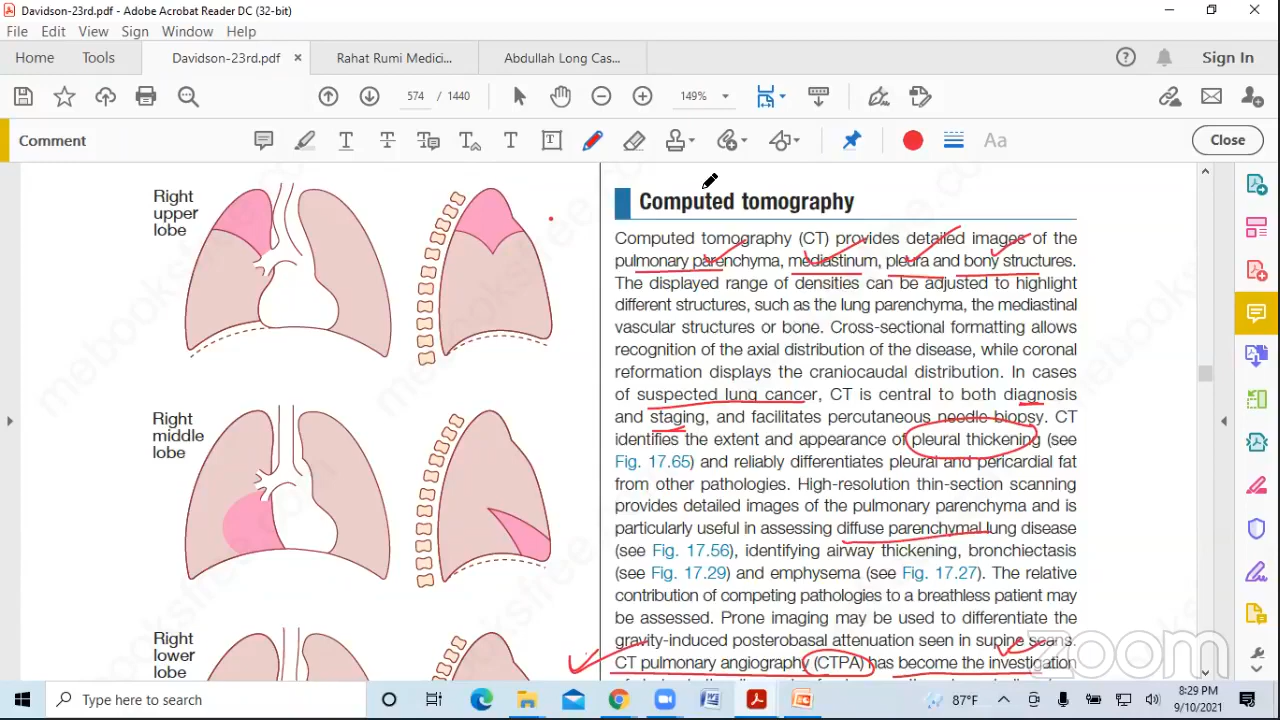 Davidson-23rd.pdf - Adobe Acrobat Reader DC (32-bit)
File Edit View Sign Window Help
Home Tools Davidson-23rd.pdf Rahat Rumi Medici... Abdullah Long Cas... Sign In
574 / 1440 149%
Comment Aa Close
Right
upper
lobe
Right
middle
lobe
Right
lower
lobe
Computed tomography
Computed tomography (CT) provides detailed images of the
pulmonary parenchyma, mediastinum, pleura and bony structures.
The displayed range of densities can be adjusted to highlight
different structures, such as the lung parenchyma, the mediastinal
vascular structures or bone. Cross-sectional formatting allows
recognition of the axial distribution of the disease, while coronal
reformation displays the craniocaudal distribution. In cases
of suspected lung cancer, CT is central to both diagnosis
and staging, and facilitates percutaneous needle biopsy. CT
identifies the extent and appearance of pleural thickening (see
Fig. 17.65) and reliably differentiates pleural and pericardial fat
from other pathologies. High-resolution thin-section scanning
provides detailed images of the pulmonary parenchyma and is
particularly useful in assessing diffuse parenchymal lung disease
(see Fig. 17.56), identifying airway thickening, bronchiectasis
(see Fig. 17.29) and emphysema (see Fig. 17.27). The relative
contribution of competing pathologies to a breathless patient may
be assessed. Prone imaging may be used to differentiate the
gravity-induced posterobasal attenuation seen in supine scans.
CT pulmonary angiography (CTPA) has become the investigation
zoom
Type here to search
87°F
8:29 PM
9/10/2021